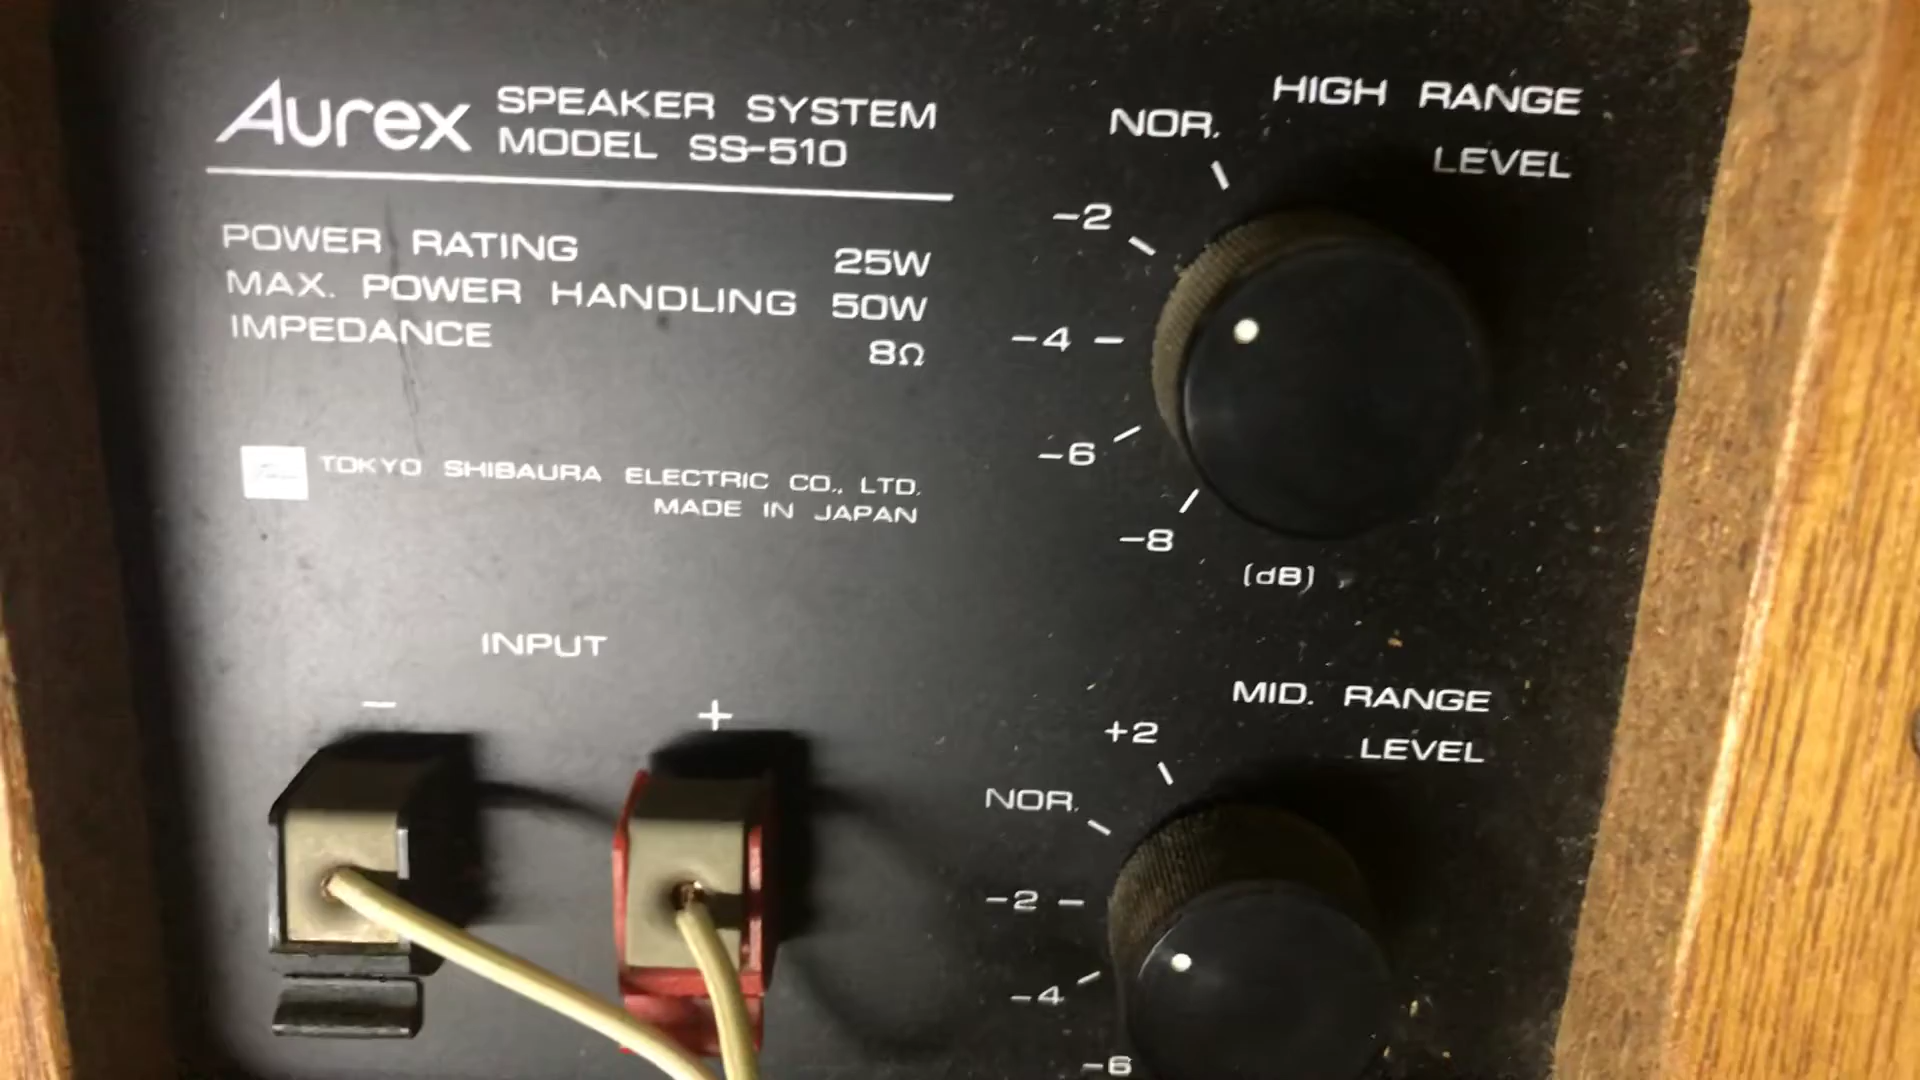 Aurex SPEAKER SYSTEM
MODEL SS-510
POWER RATING 25W
MAX. POWER HANDLING 50W
IMPEDANCE 8Ω
TOKYO SHIBAURA ELECTRIC CO., LTD.
MADE IN JAPAN
INPUT
− +
HIGH RANGE
LEVEL
NOR.
−2
−4
−6
−8
(dB)
MID. RANGE
LEVEL
+2
NOR.
−2
−4
−6